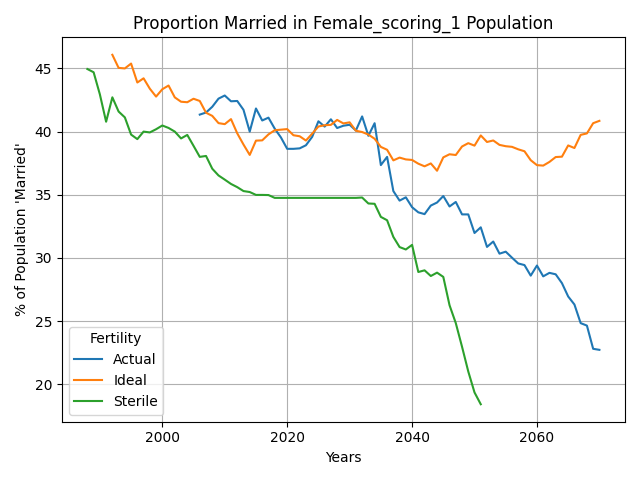 Proportion Married in Female_scoring_1 Population
% of Population 'Married'
45
40
35
30
25
20
Fertility
Actual
Ideal
Sterile
2000
2020
2040
2060
Years